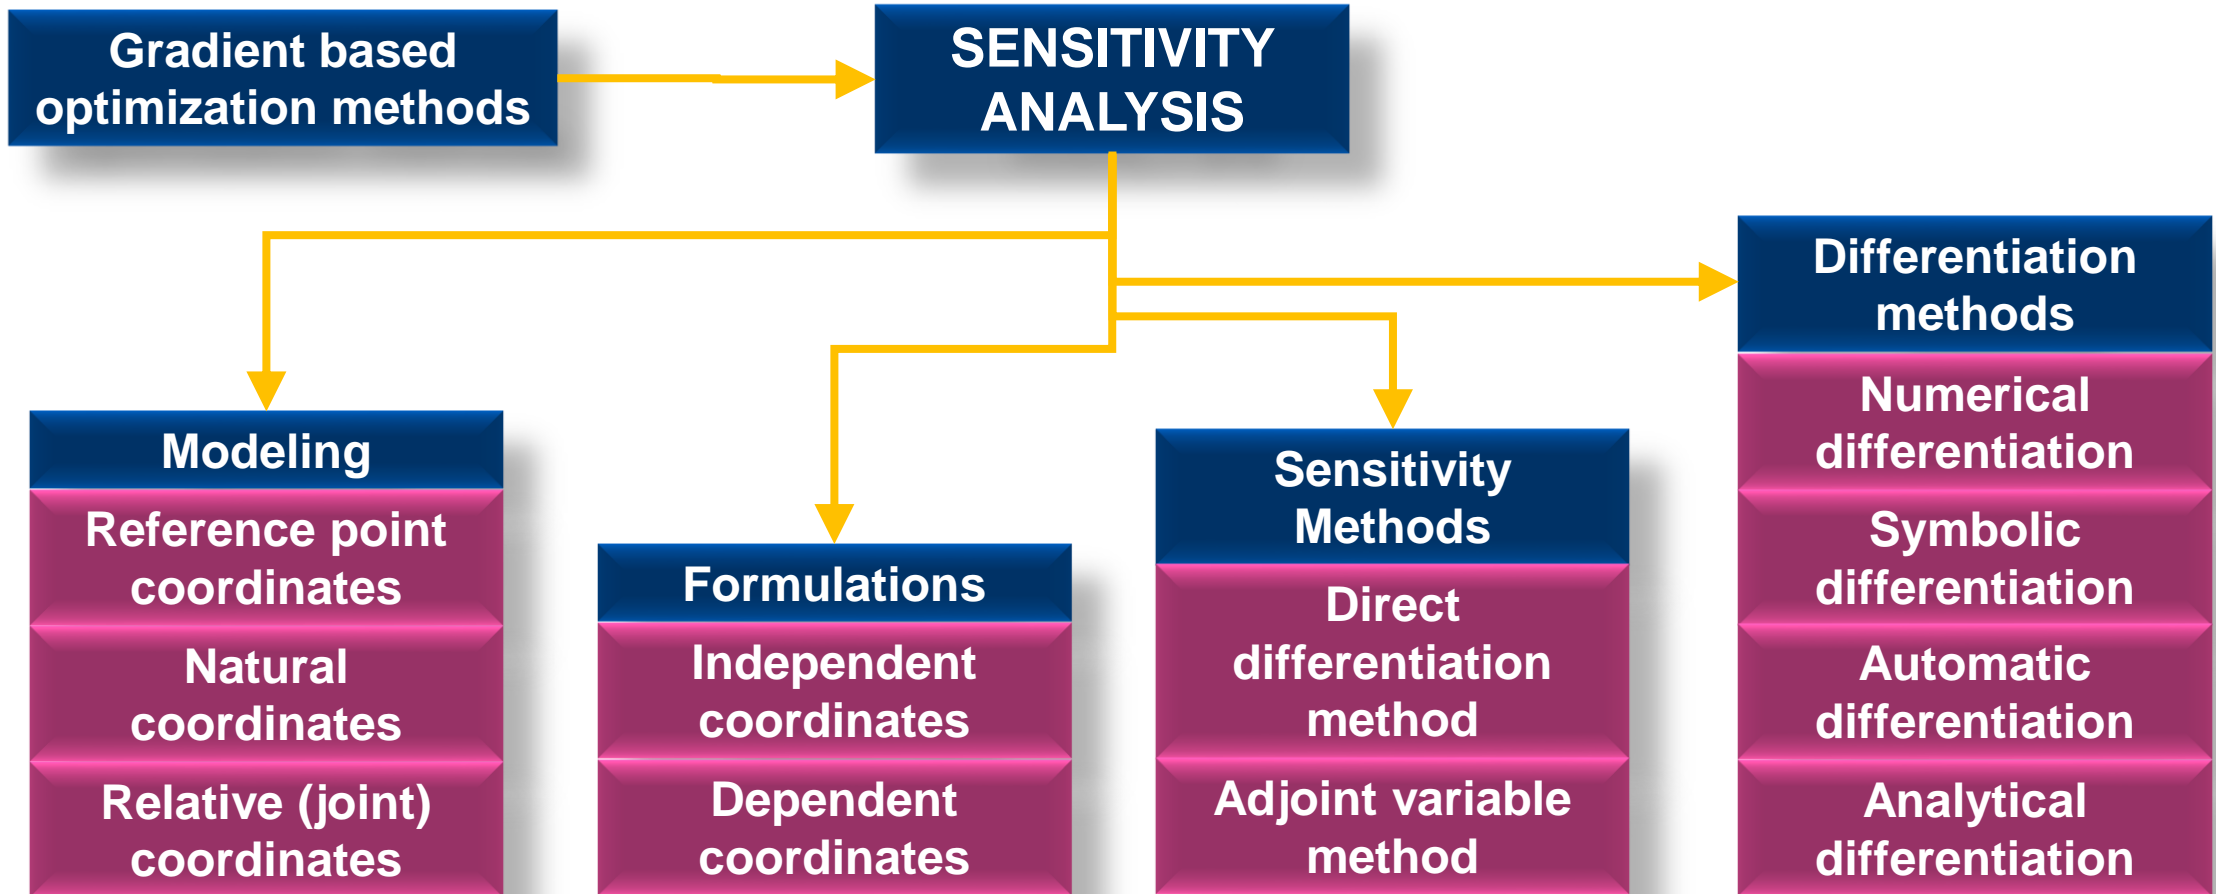 Gradient based
optimization methods
SENSITIVITY
ANALYSIS
Modeling
Reference point
coordinates
Natural
coordinates
Relative (joint)
coordinates
Formulations
Independent
coordinates
Dependent
coordinates
Sensitivity
Methods
Direct
differentiation
method
Adjoint variable
method
Differentiation
methods
Numerical
differentiation
Symbolic
differentiation
Automatic
differentiation
Analytical
differentiation